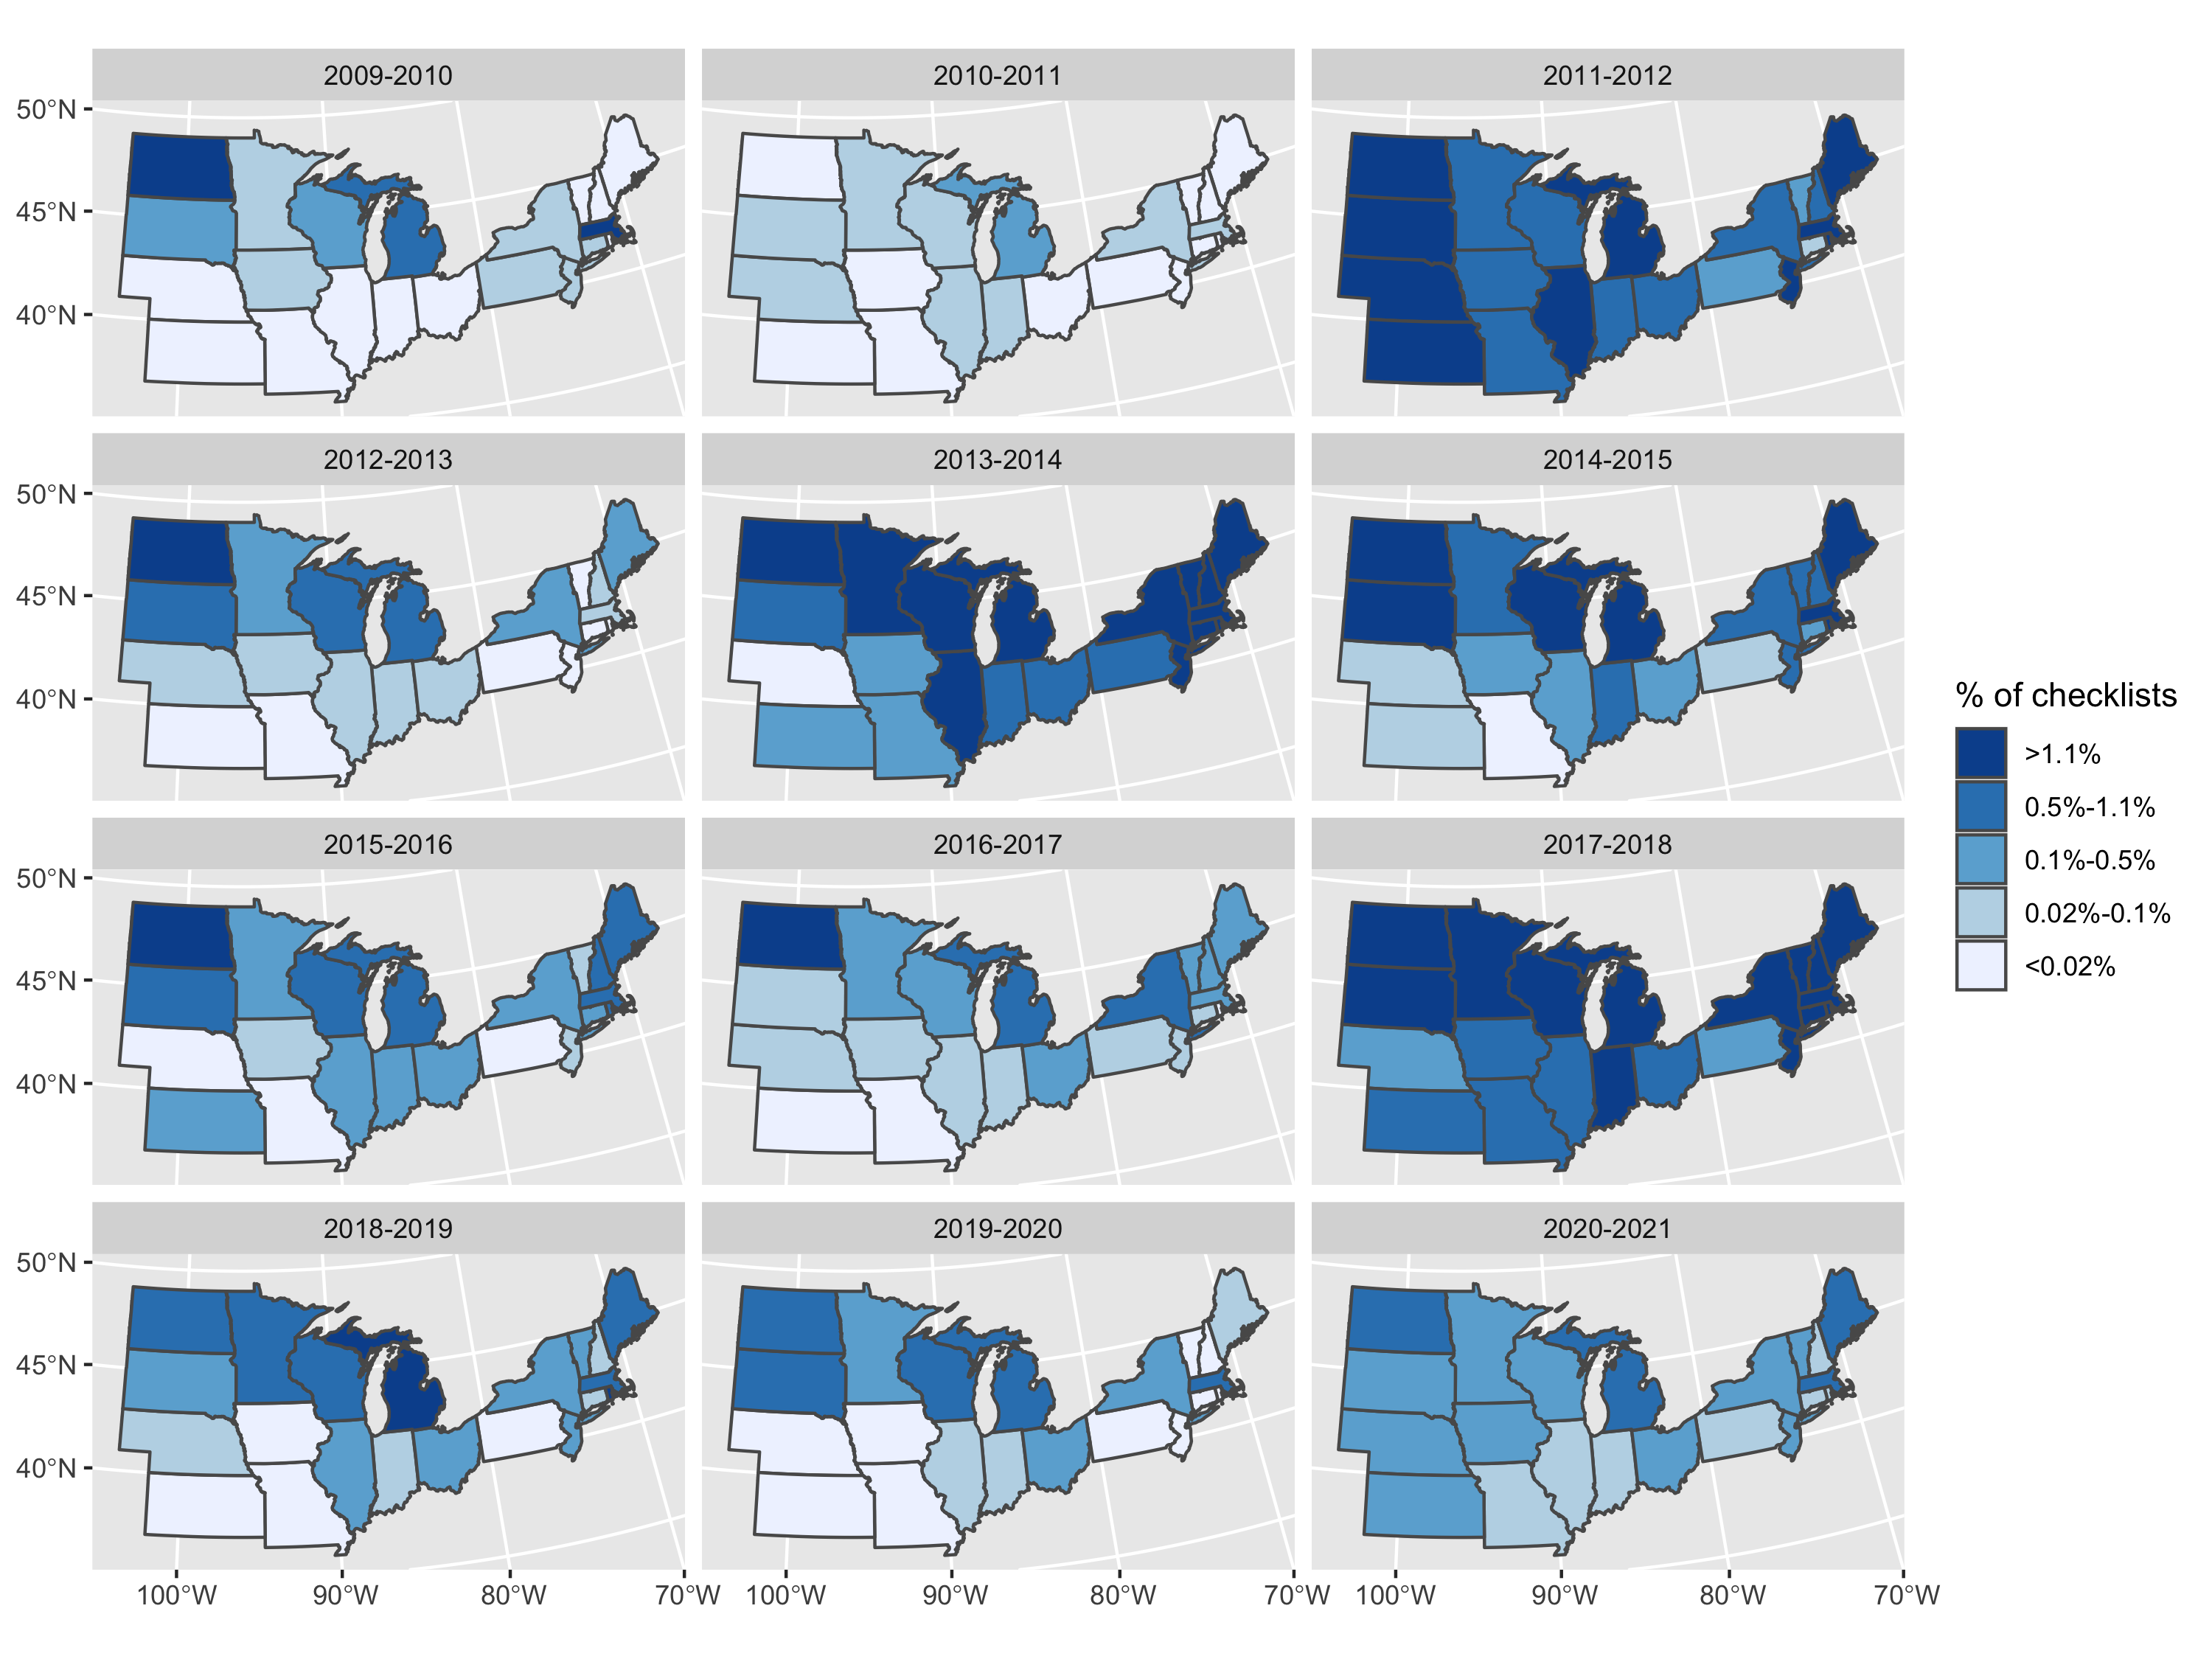 2009-2010
2010-2011
2011-2012
50°N
45°N
40°N
2012-2013
2013-2014
2014-2015
50°N
45°N
40°N
2015-2016
2016-2017
2017-2018
50°N
45°N
40°N
2018-2019
2019-2020
2020-2021
50°N
45°N
40°N
100°W 90°W 80°W 70°W 100°W 90°W 80°W 70°W 100°W 90°W 80°W 70°W
% of checklists
>1.1%
0.5%-1.1%
0.1%-0.5%
0.02%-0.1%
<0.02%